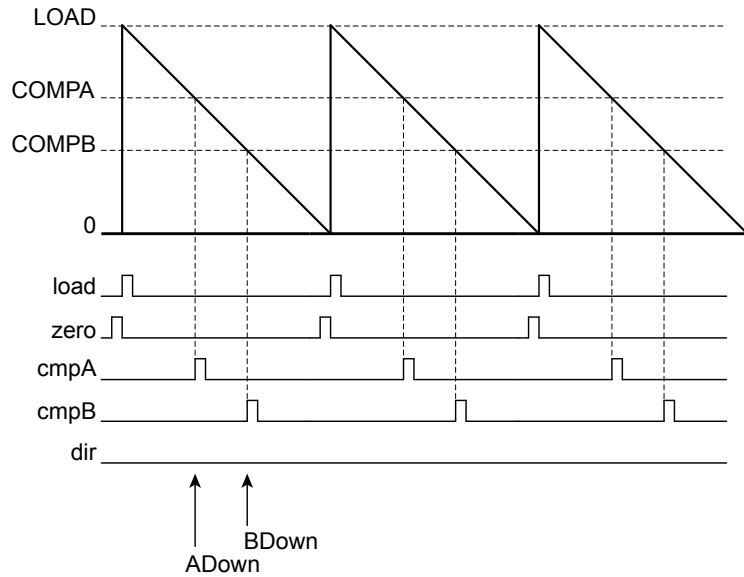 LOAD
COMPA
COMPB
0
load
zero
cmpA
cmpB
dir
BDown
ADown